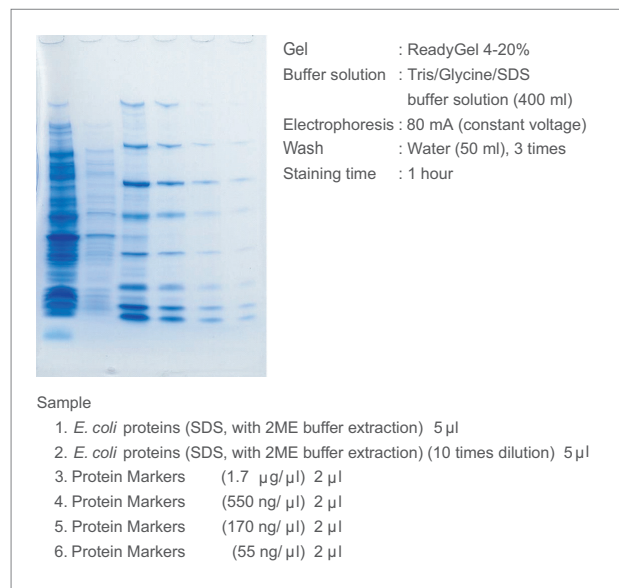 Gel : ReadyGel 4-20%
Buffer solution : Tris/Glycine/SDS
buffer solution (400 ml)
Electrophoresis : 80 mA (constant voltage)
Wash : Water (50 ml), 3 times
Staining time : 1 hour
Sample
1. E. coli proteins (SDS, with 2ME buffer extraction) 5 µl
2. E. coli proteins (SDS, with 2ME buffer extraction) (10 times dilution) 5 µl
3. Protein Markers (1.7 µg/µl) 2 µl
4. Protein Markers (550 ng/ µl) 2 µl
5. Protein Markers (170 ng/ µl) 2 µl
6. Protein Markers (55 ng/ µl) 2 µl